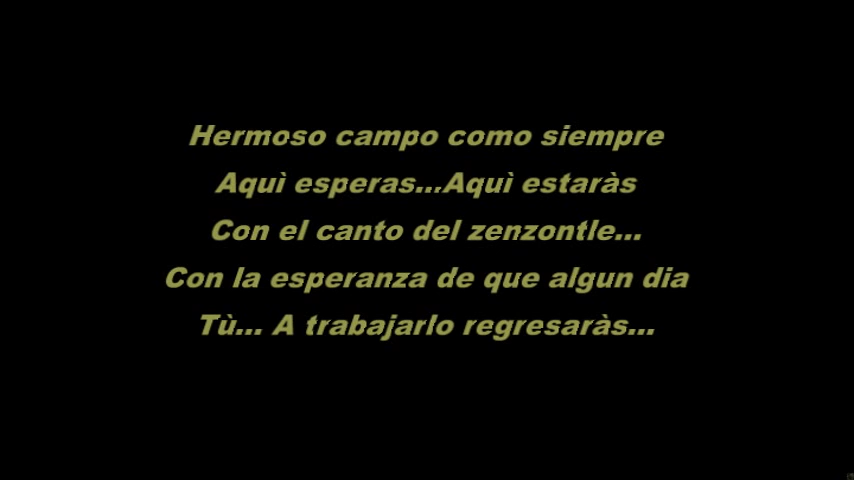 Hermoso campo como siempre
Aquì esperas...Aquì estaràs
Con el canto del zenzontle...
Con la esperanza de que algun dia
Tù... A trabajarlo regresaràs...